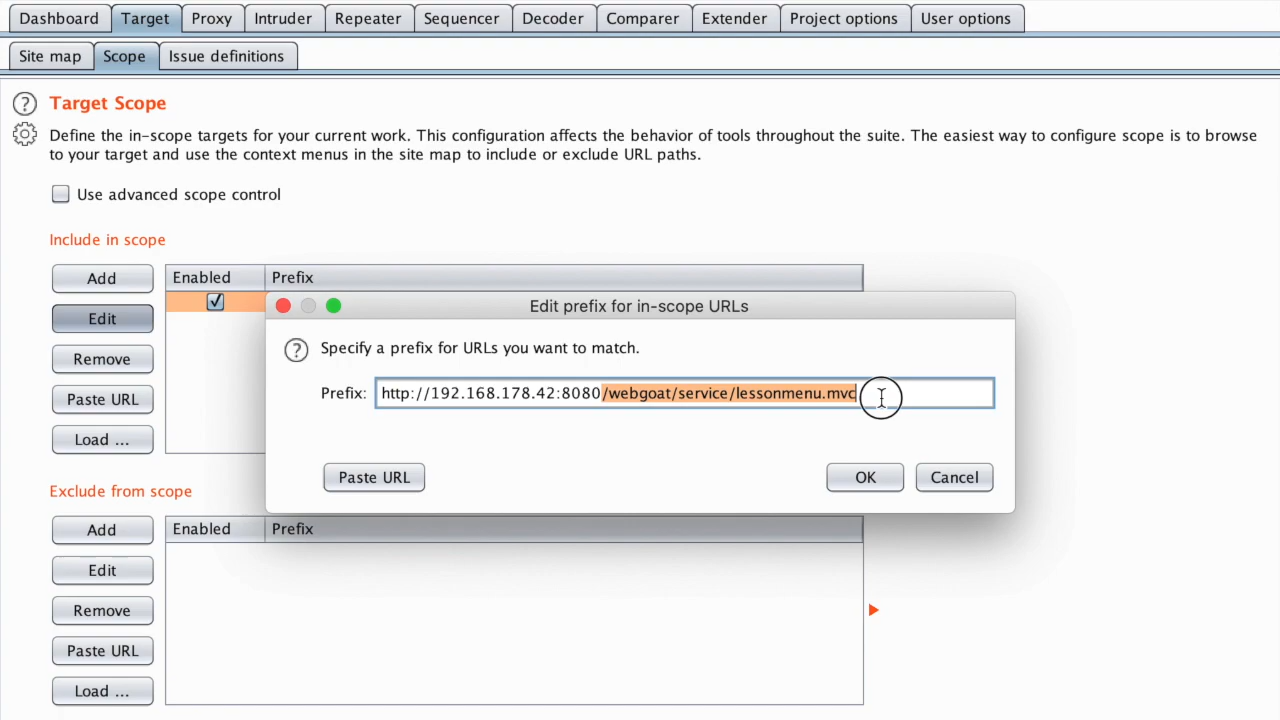 Dashboard Target Proxy Intruder Repeater Sequencer Decoder Comparer Extender Project options User options
Site map Scope Issue definitions
? Target Scope
Define the in-scope targets for your current work. This configuration affects the behavior of tools throughout the suite. The easiest way to configure scope is to browse
to your target and use the context menus in the site map to include or exclude URL paths.
Use advanced scope control
Include in scope
Add Enabled Prefix
Edit
Remove
Paste URL
Load ...
Edit prefix for in-scope URLs
? Specify a prefix for URLs you want to match.
Prefix: http://192.168.178.42:8080/webgoat/service/lessonmenu.mvc
Paste URL OK Cancel
Exclude from scope
Add Enabled Prefix
Edit
Remove
Paste URL
Load ...